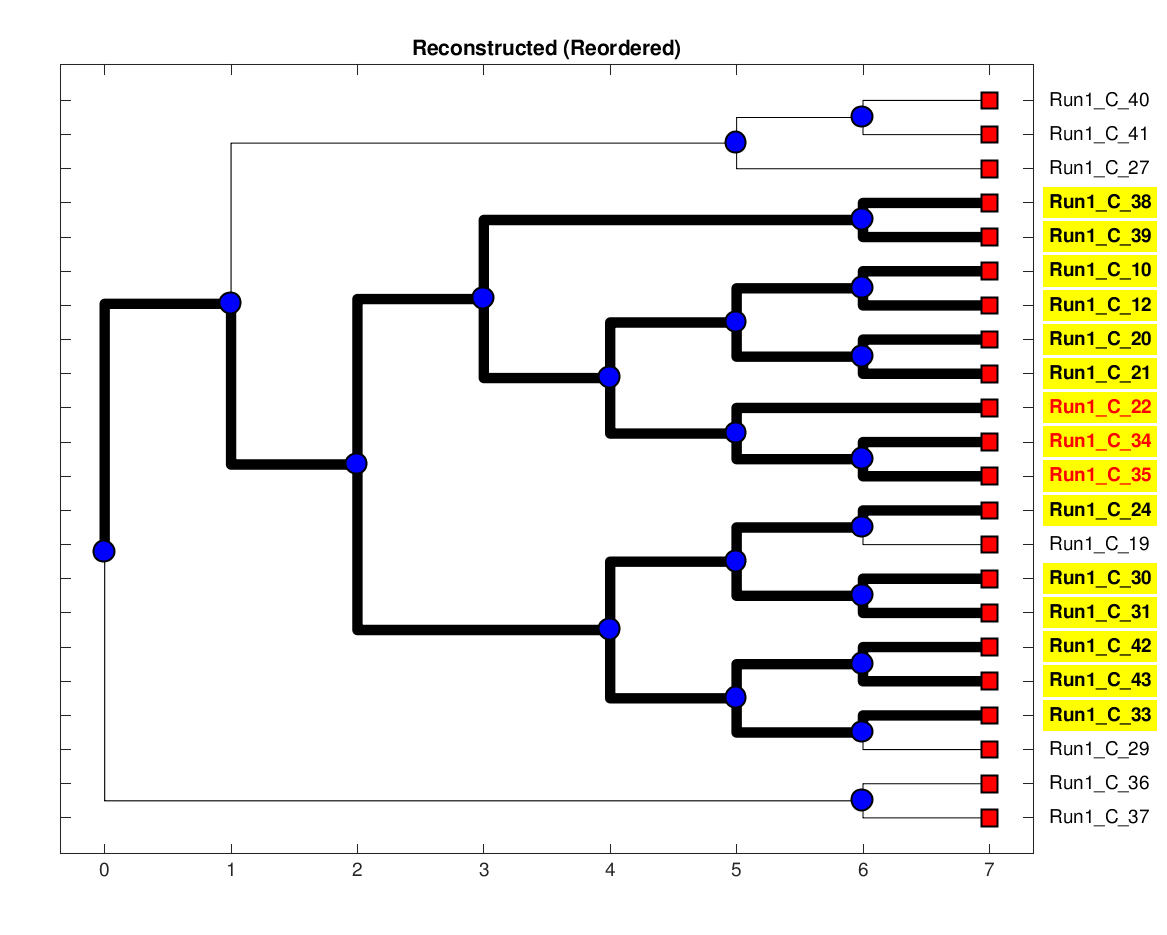 Reconstructed (Reordered)
Run1_C_40
Run1_C_41
Run1_C_27
Run1_C_38
Run1_C_39
Run1_C_10
Run1_C_12
Run1_C_20
Run1_C_21
Run1_C_22
Run1_C_34
Run1_C_35
Run1_C_24
Run1_C_19
Run1_C_30
Run1_C_31
Run1_C_42
Run1_C_43
Run1_C_33
Run1_C_29
Run1_C_36
Run1_C_37
0 1 2 3 4 5 6 7